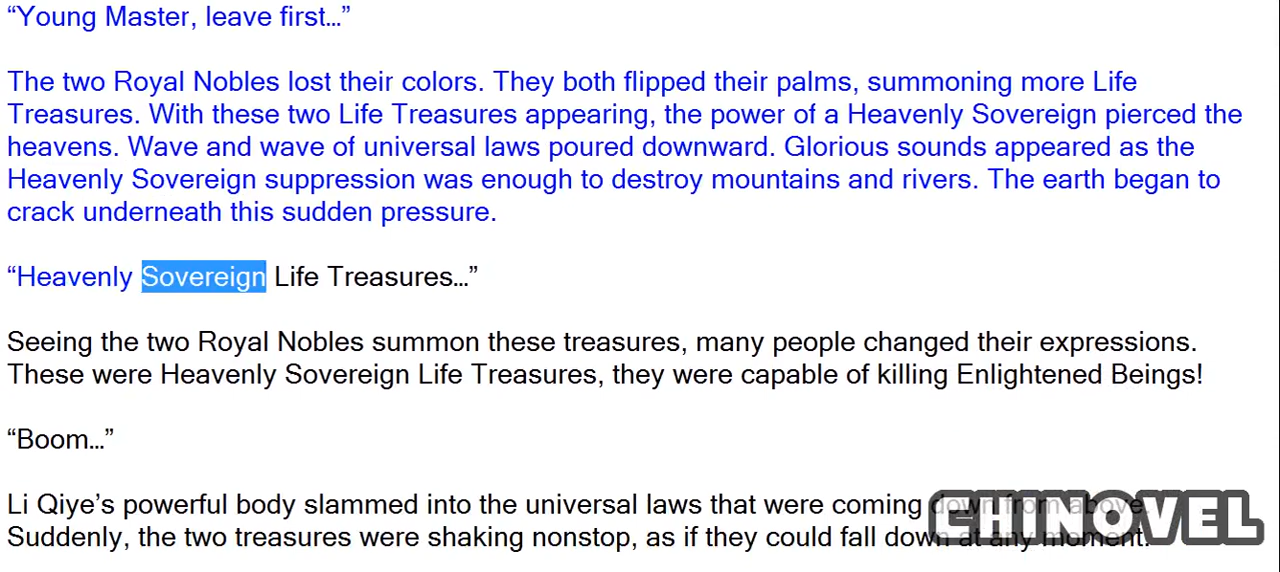 “Young Master, leave first…”
The two Royal Nobles lost their colors. They both flipped their palms, summoning more Life
Treasures. With these two Life Treasures appearing, the power of a Heavenly Sovereign pierced the
heavens. Wave and wave of universal laws poured downward. Glorious sounds appeared as the
Heavenly Sovereign suppression was enough to destroy mountains and rivers. The earth began to
crack underneath this sudden pressure.
“Heavenly Sovereign Life Treasures…”
Seeing the two Royal Nobles summon these treasures, many people changed their expressions.
These were Heavenly Sovereign Life Treasures, they were capable of killing Enlightened Beings!
“Boom…”
Li Qiye’s powerful body slammed into the universal laws that were coming down from above.
Suddenly, the two treasures were shaking nonstop, as if they could fall down at any moment.
CHINOVEL